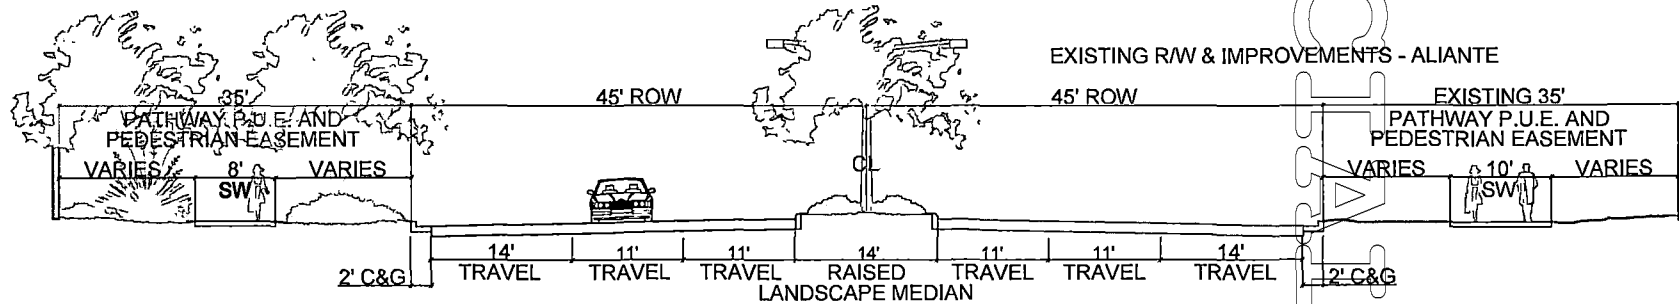 EXISTING R/W & IMPROVEMENTS - ALIANTE
35' 45' ROW 45' ROW EXISTING 35'
PATHWAY P.U.E. AND PATHWAY P.U.E. AND
PEDESTRIAN EASEMENT PEDESTRIAN EASEMENT
VARIES 8' VARIES CL VARIES 10' VARIES
SW SW
14' 11' 11' 14' 11' 11' 14'
TRAVEL TRAVEL TRAVEL RAISED TRAVEL TRAVEL TRAVEL
2' C&G LANDSCAPE MEDIAN 2' C&G